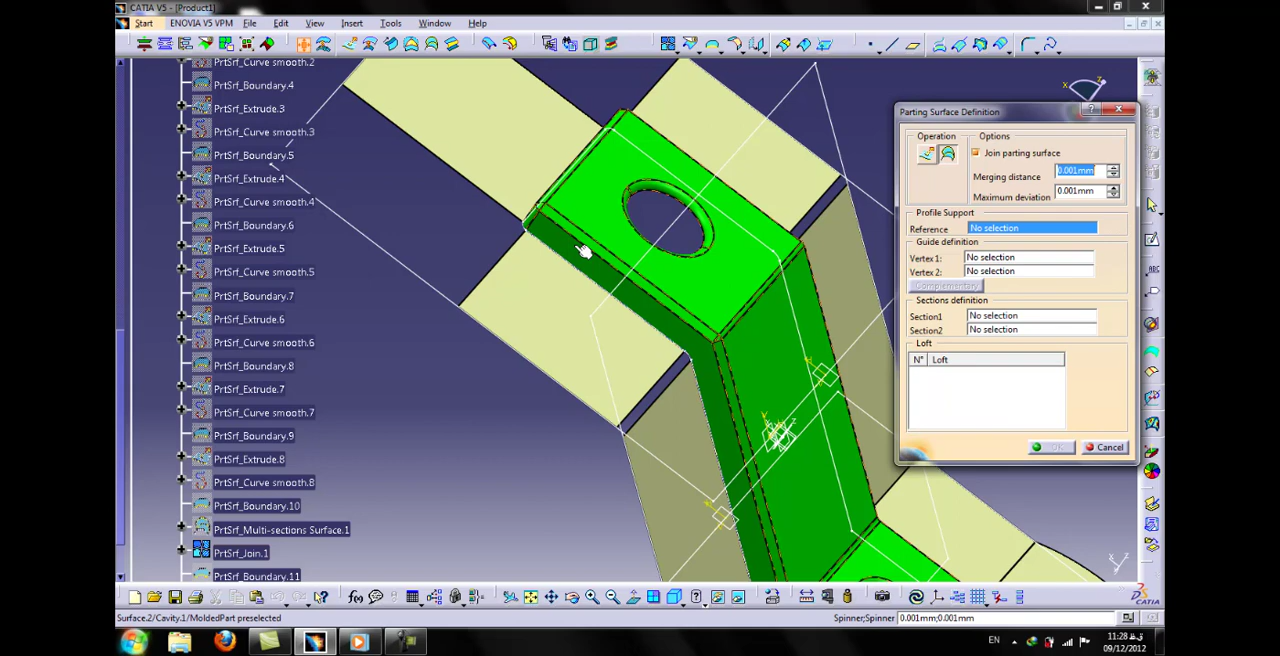 CATIA V5 - [Product1]
Start ENOVIA V5 VPM File Edit View Insert Tools Window Help
PrtSrf_Curve smooth.2
PrtSrf_Boundary.4
PrtSrf_Extrude.3
PrtSrf_Curve smooth.3
PrtSrf_Boundary.5
PrtSrf_Extrude.4
PrtSrf_Curve smooth.4
PrtSrf_Boundary.6
PrtSrf_Extrude.5
PrtSrf_Curve smooth.5
PrtSrf_Boundary.7
PrtSrf_Extrude.6
PrtSrf_Curve smooth.6
PrtSrf_Boundary.8
PrtSrf_Extrude.7
PrtSrf_Curve smooth.7
PrtSrf_Boundary.9
PrtSrf_Extrude.8
PrtSrf_Curve smooth.8
PrtSrf_Boundary.10
PrtSrf_Multi-sections Surface.1
PrtSrf_Join.1
PrtSrf_Boundary.11
Parting Surface Definition
Operation Options
Join parting surface
Merging distance 0.001mm
Maximum deviation 0.001mm
Profile Support
Reference No selection
Guide definition
Vertex 1: No selection
Vertex 2: No selection
Complementary
Sections definition
Section1 No selection
Section2 No selection
Loft
N° Loft
OK Cancel
CATIA
Surface.2/Cavity.1/MoldedPart preselected Spinner;Spinner 0.001mm;0.001mm
EN 11:28 ق.ظ
09/12/2012